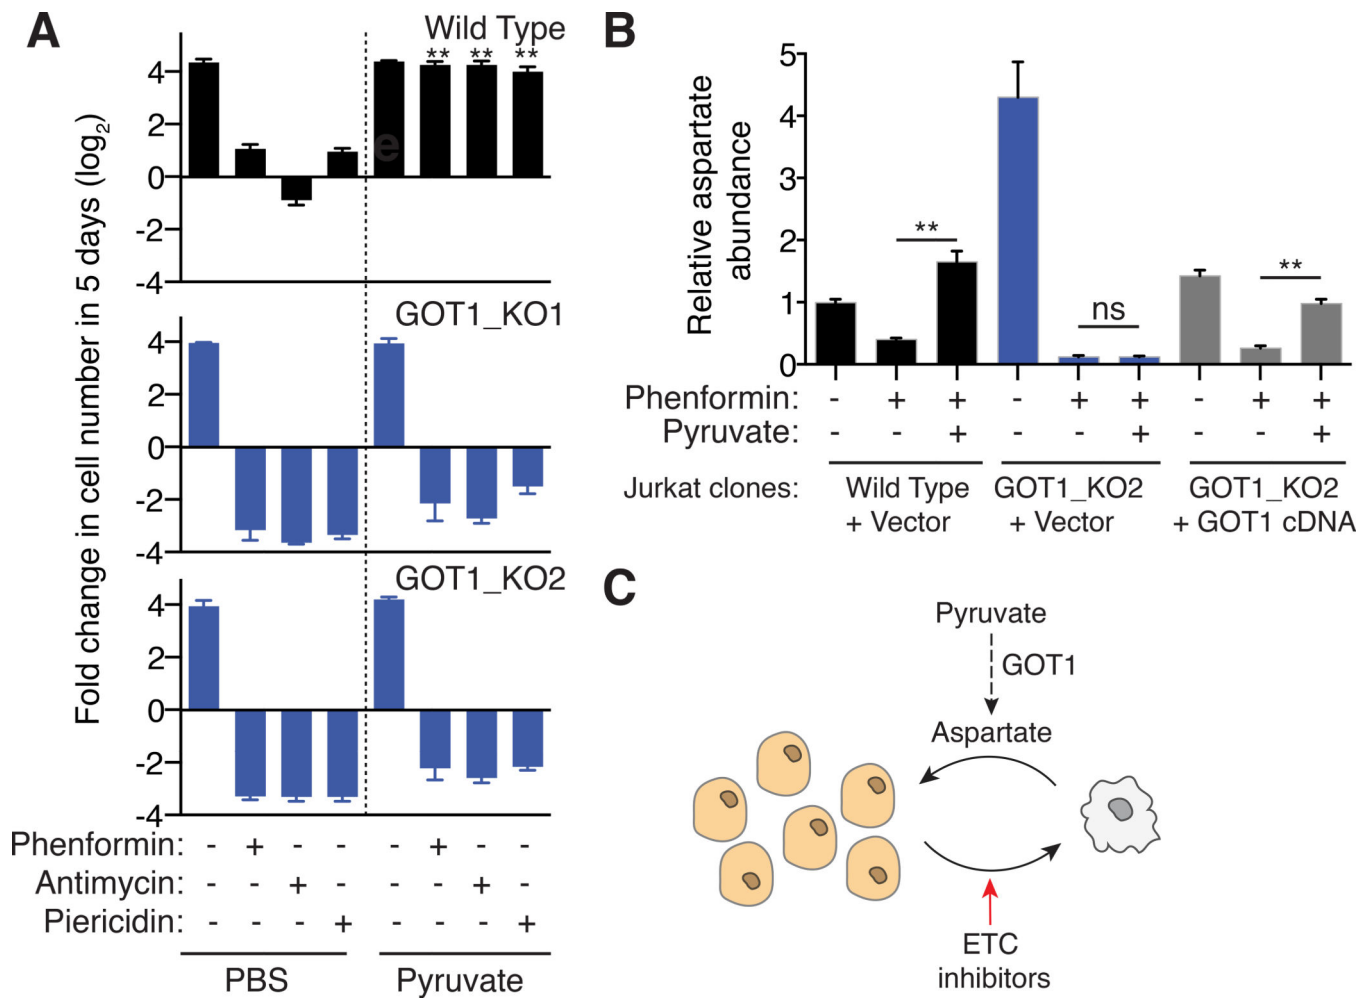 A
Fold change in cell number in 5 days (log2)
Wild Type
** ** **
4
2
0
-2
-4
e
GOT1_KO1
4
2
0
-2
-4
GOT1_KO2
4
2
0
-2
-4
Phenformin: - + - - - + - -
Antimycin: - - + - - - + -
Piericidin: - - - + - - - +
PBS Pyruvate
B
Relative aspartate
abundance
5
4
3
2
1
0
**
ns
**
Phenformin: - + + - + + - + +
Pyruvate: - - + - - + - - +
Jurkat clones:
Wild Type
+ Vector
GOT1_KO2
+ Vector
GOT1_KO2
+ GOT1 cDNA
C
Pyruvate
GOT1
Aspartate
ETC
inhibitors